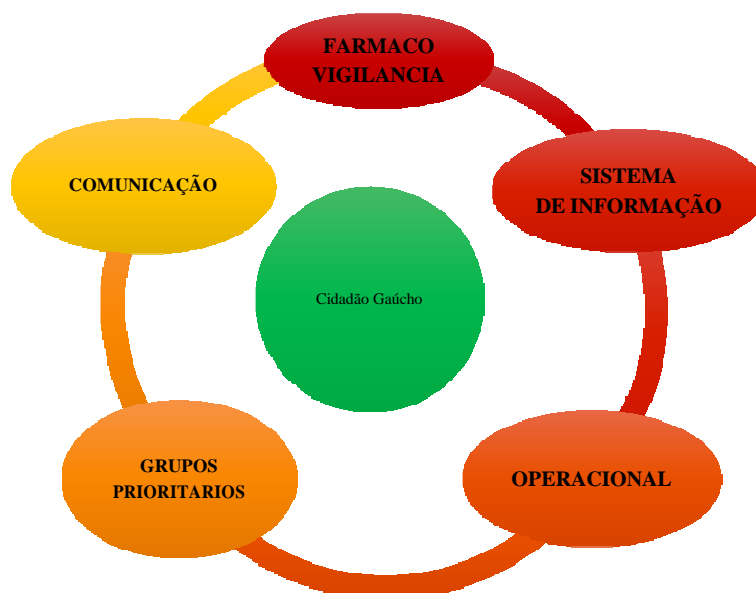 FARMACO
VIGILANCIA
SISTEMA
DE INFORMAÇÃO
COMUNICAÇÃO
Cidadão Gaúcho
GRUPOS
PRIORITARIOS
OPERACIONAL